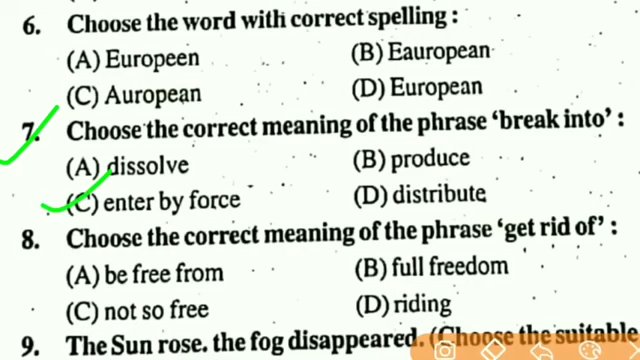 6. Choose the word with correct spelling :
(A) Europeen (B) Eauropean
(C) Auropean (D) European
7. Choose the correct meaning of the phrase ‘break into’ :
(A) dissolve (B) produce
(C) enter by force (D) distribute
8. Choose the correct meaning of the phrase ‘get rid of’ :
(A) be free from (B) full freedom
(C) not so free (D) riding
9. The Sun rose. the fog disappeared. (Choose the suitable